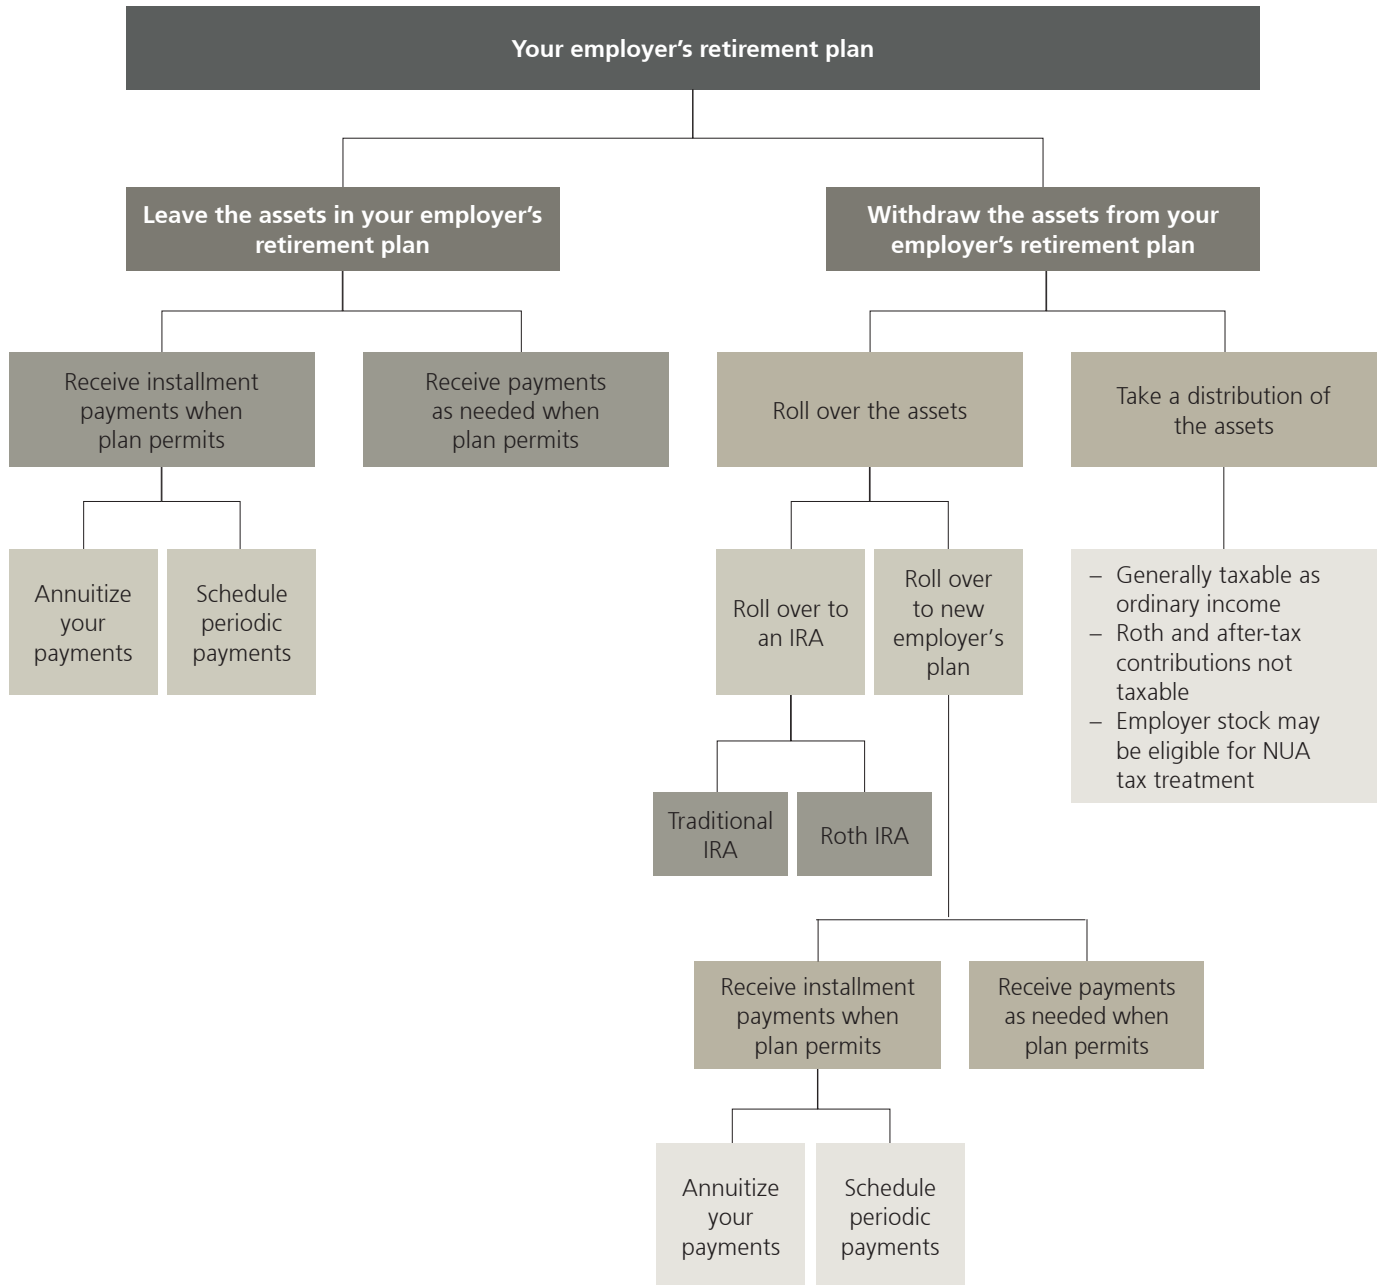 Your employer’s retirement plan
Leave the assets in your employer’s
retirement plan
Withdraw the assets from your
employer’s retirement plan
Receive installment
payments when
plan permits
Receive payments
as needed when
plan permits
Roll over the assets
Take a distribution of
the assets
Annuitize
your
payments
Schedule
periodic
payments
Roll over to
an IRA
Roll over
to new
employer’s
plan
– Generally taxable as
ordinary income
– Roth and after-tax
contributions not
taxable
– Employer stock may
be eligible for NUA
tax treatment
Traditional
IRA
Roth IRA
Receive installment
payments when
plan permits
Receive payments
as needed when
plan permits
Annuitize
your
payments
Schedule
periodic
payments